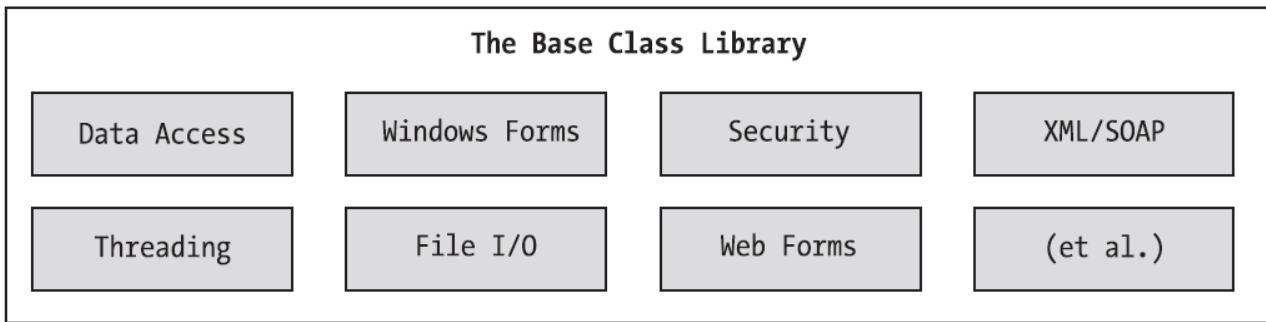 The Base Class Library
Data Access
Windows Forms
Security
XML/SOAP
Threading
File I/O
Web Forms
(et al.)